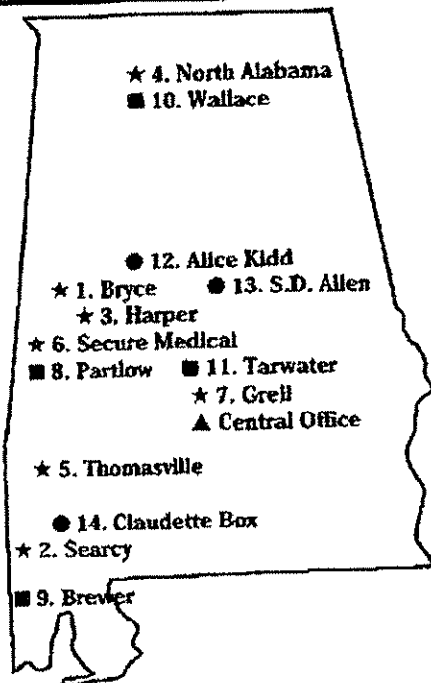 ★ 4. North Alabama
■ 10. Wallace
● 12. Alice Kidd
★ 1. Bryce ● 13. S.D. Allen
★ 3. Harper
★ 6. Secure Medical
■ 8. Partlow ■ 11. Tarwater
★ 7. Greil
▲ Central Office
★ 5. Thomasville
● 14. Claudette Box
★ 2. Searcy
■ 9. Brewer